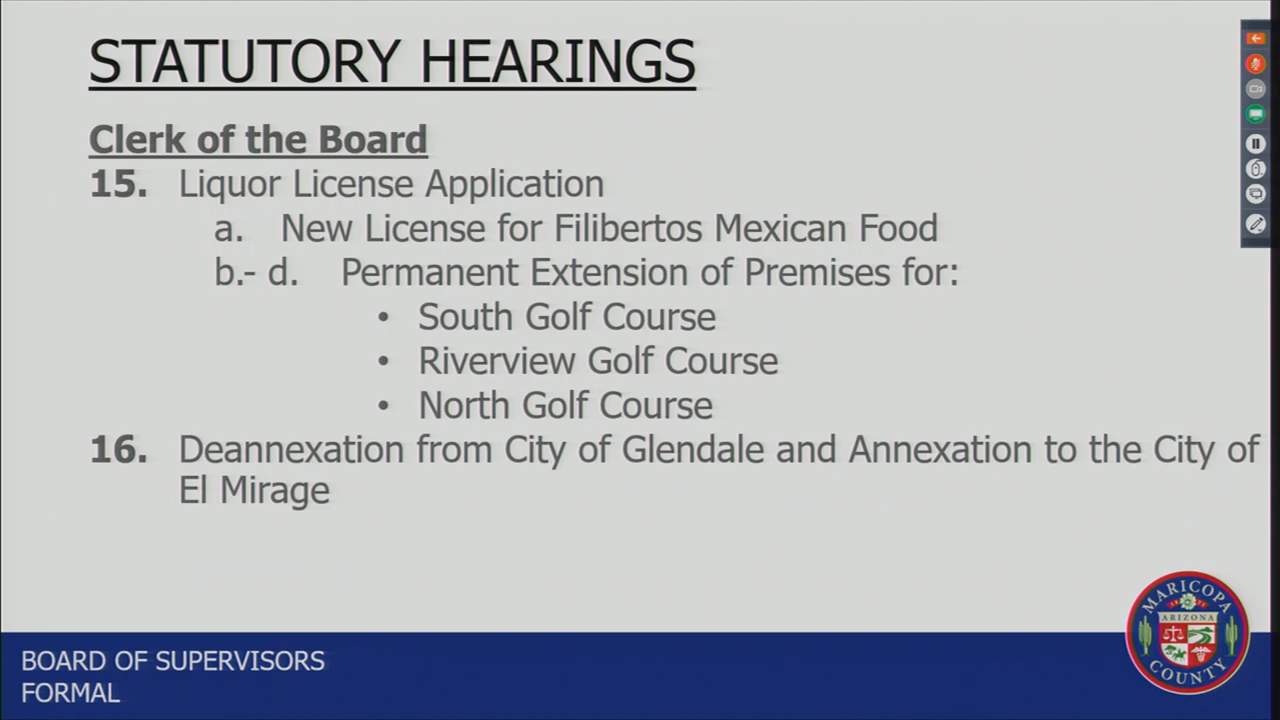 STATUTORY HEARINGS
Clerk of the Board
15. Liquor License Application
a. New License for Filibertos Mexican Food
b.- d. Permanent Extension of Premises for:
• South Golf Course
• Riverview Golf Course
• North Golf Course
16. Deannexation from City of Glendale and Annexation to the City of
El Mirage
BOARD OF SUPERVISORS
FORMAL
MARICOPA
ARIZONA
COUNTY